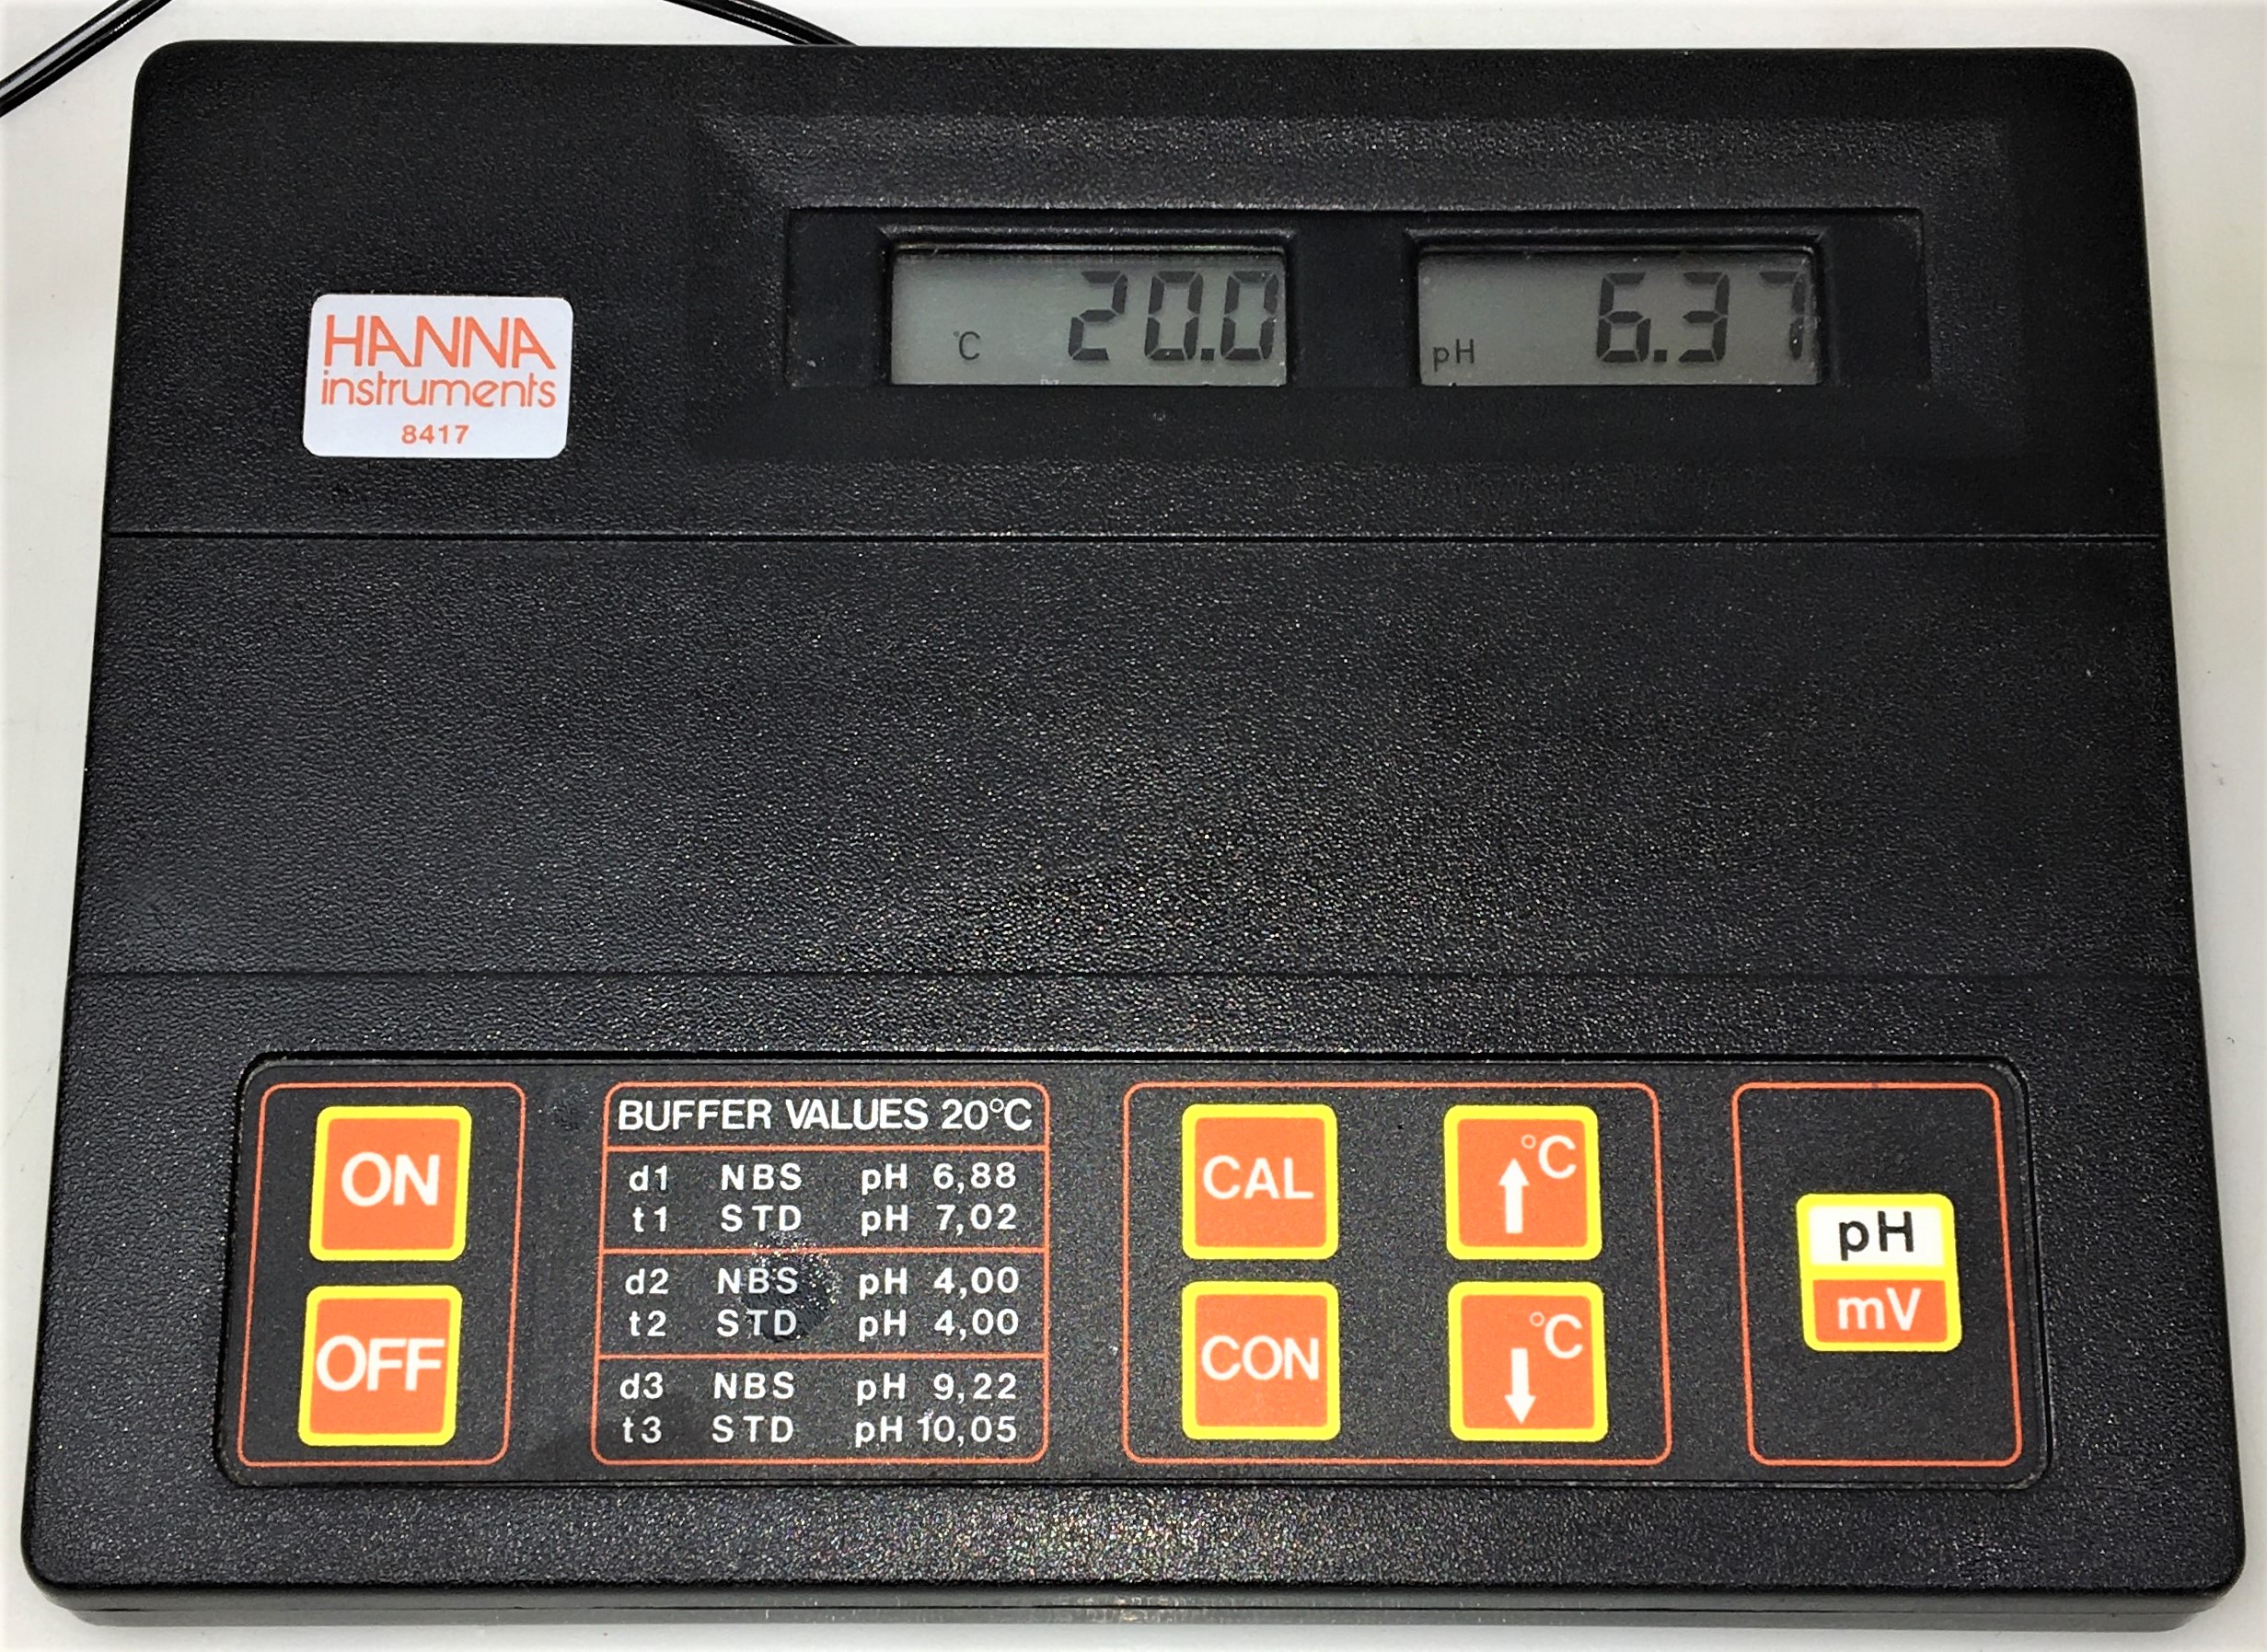 °C 20.0
pH 6.37
HANNA
instruments
8417
ON
OFF
BUFFER VALUES 20°C
d1 NBS pH 6,88
t1 STD pH 7,02
d2 NBS pH 4,00
t2 STD pH 4,00
d3 NBS pH 9,22
t3 STD pH 10,05
CAL
°C
CON
°C
pH
mV